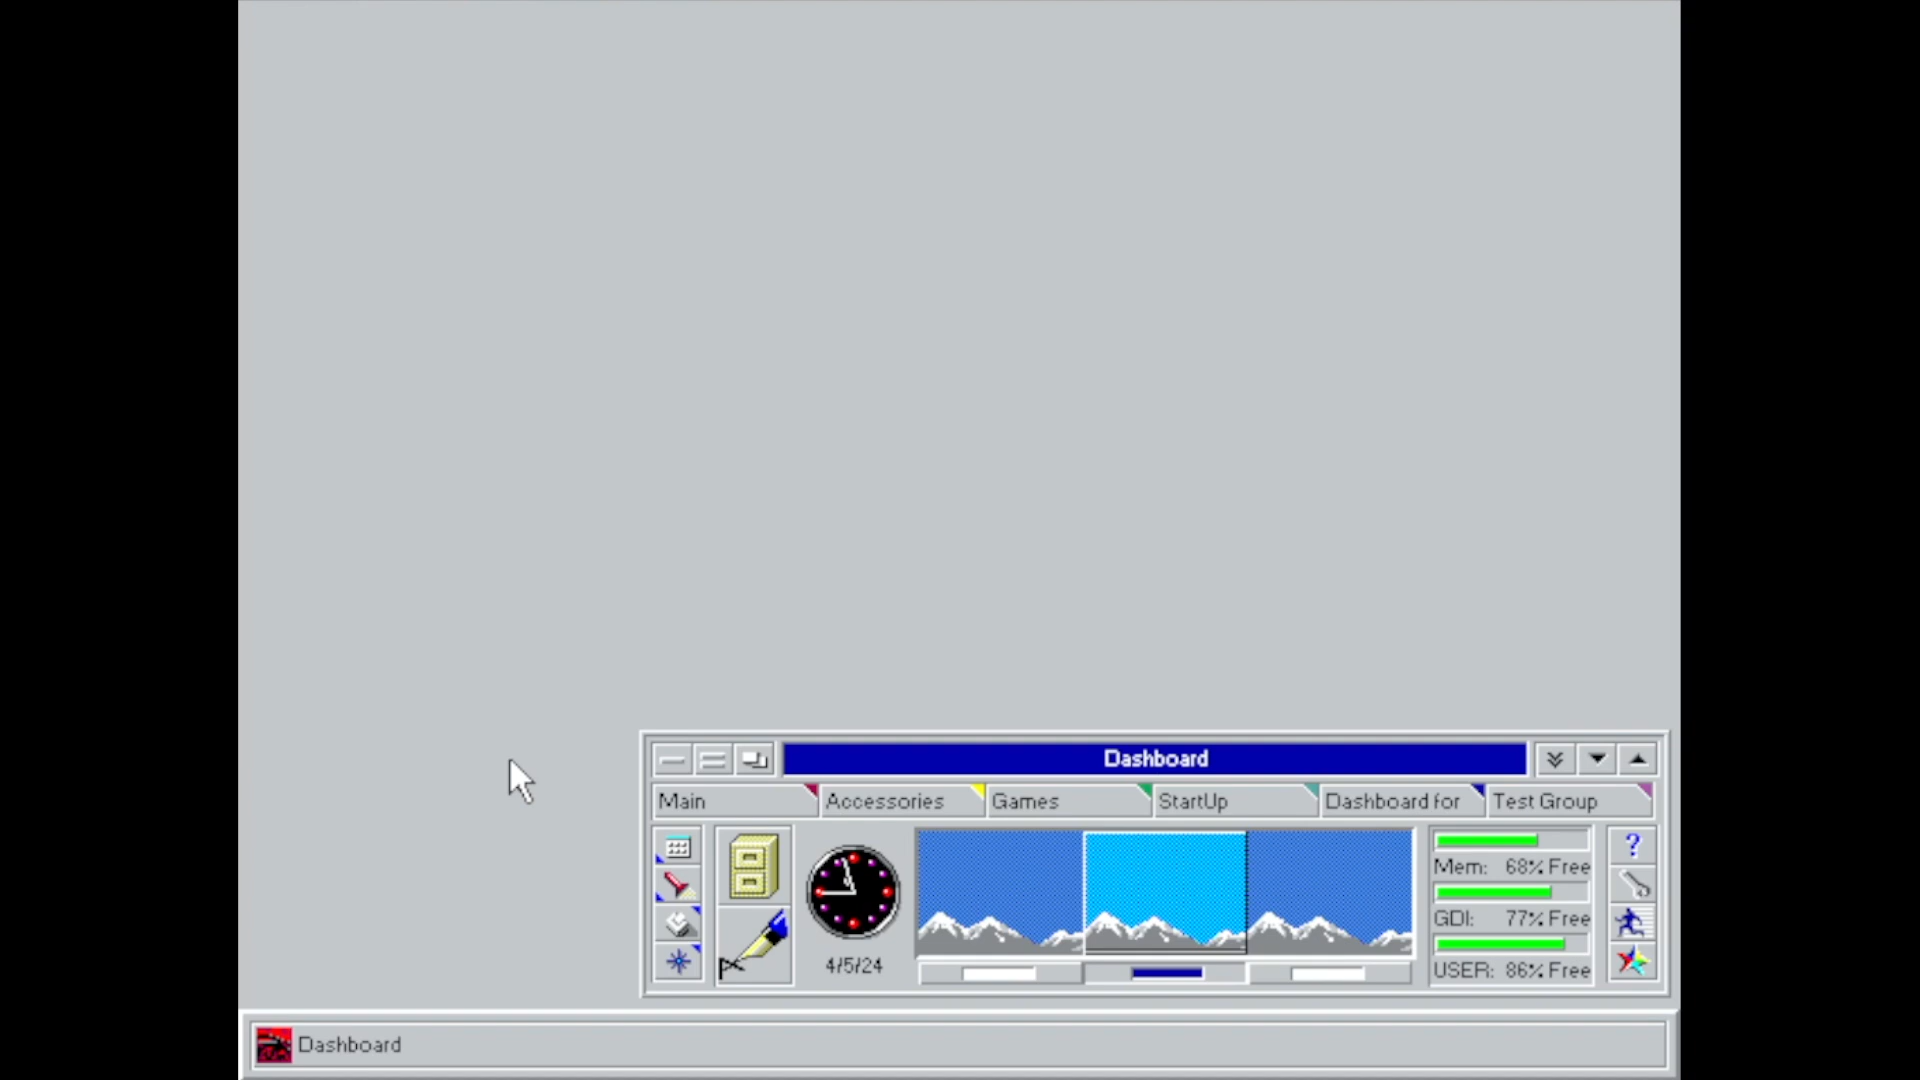 Dashboard
Main Accessories Games StartUp Dashboard for Test Group
?
Mem: 68% Free
GDI: 77% Free
USER: 86% Free
4/5/24
Dashboard